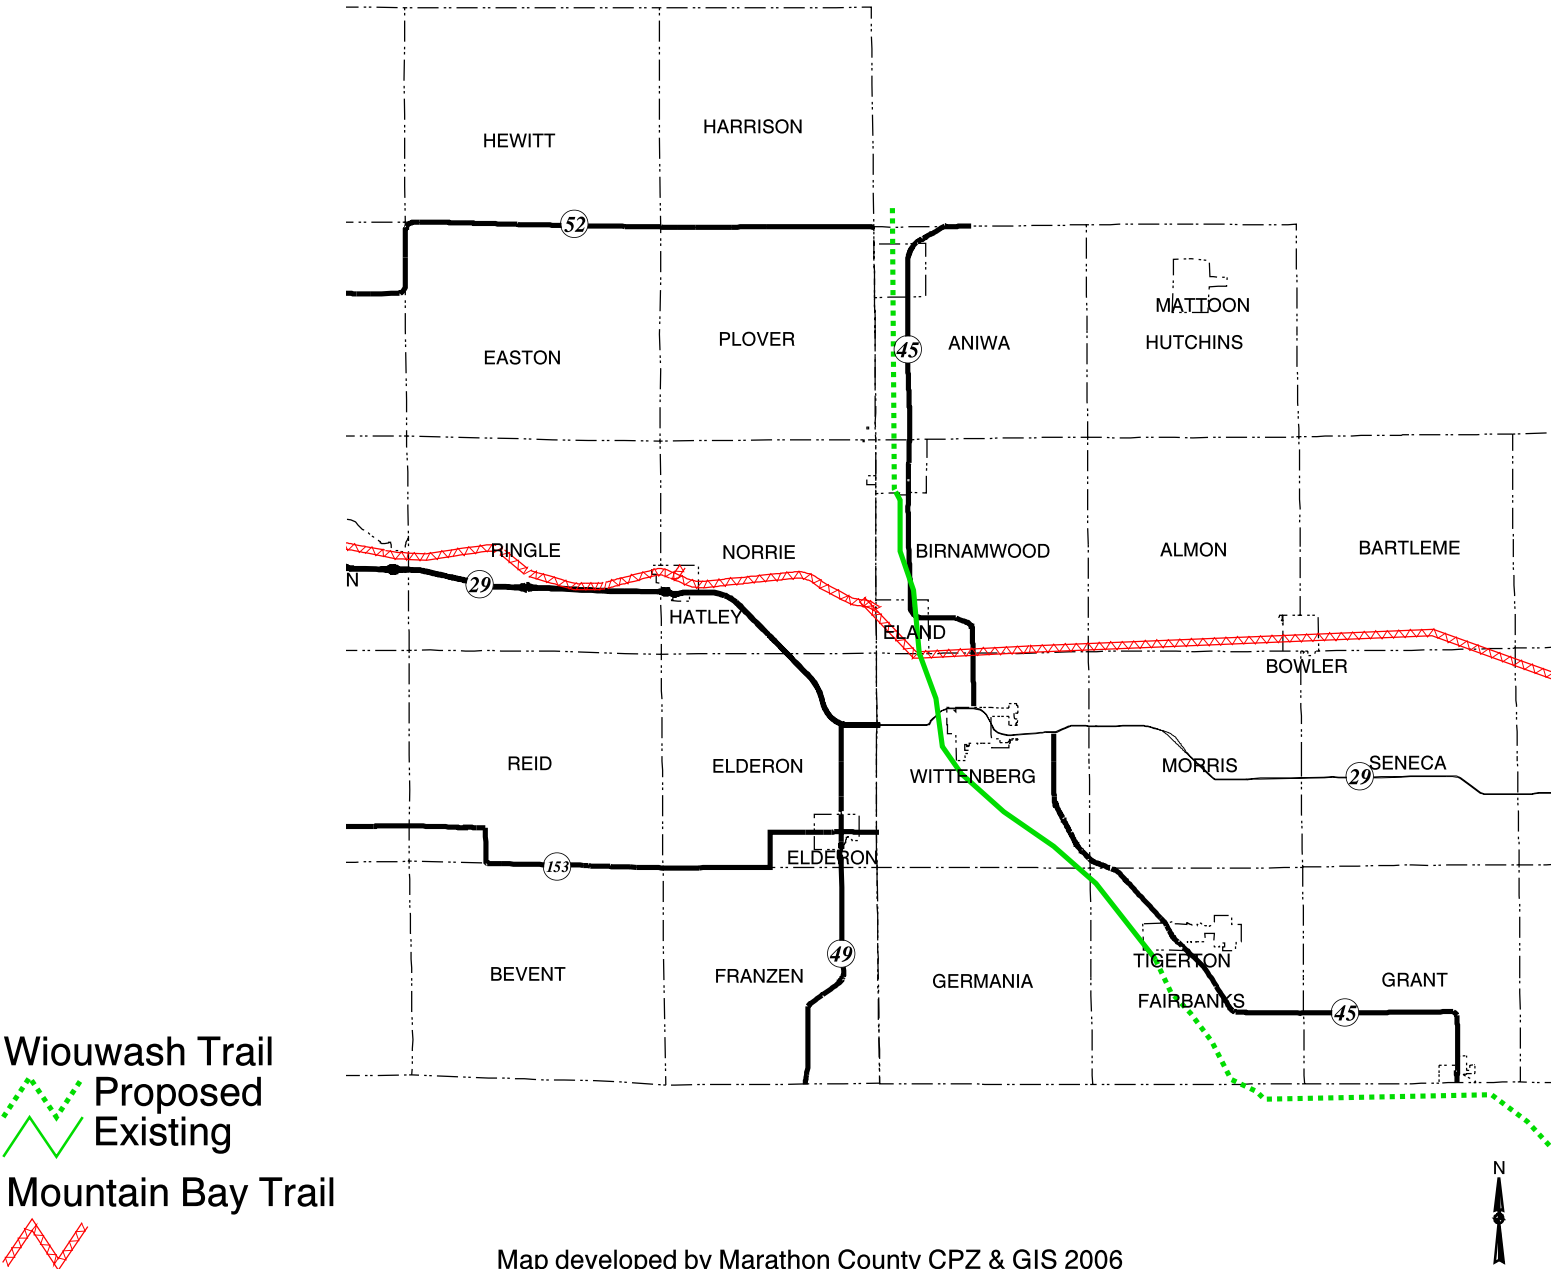 HARRISON
HEWITT
52
MATTOON
PLOVER
45
ANIWA
HUTCHINS
EASTON
RINGLE
NORRIE
BIRNAMWOOD
ALMON
BARTLEME
N
29
HATLEY
ELAND
BOWLER
REID
ELDERON
WITTENBERG
MORRIS
29
SENECA
ELDERON
153
49
TIGERTON
BEVENT
FRANZEN
GERMANIA
GRANT
FAIRBANKS
45
Wiouwash Trail
Proposed
Existing
Mountain Bay Trail
N
Map developed by Marathon County CPZ & GIS 2006